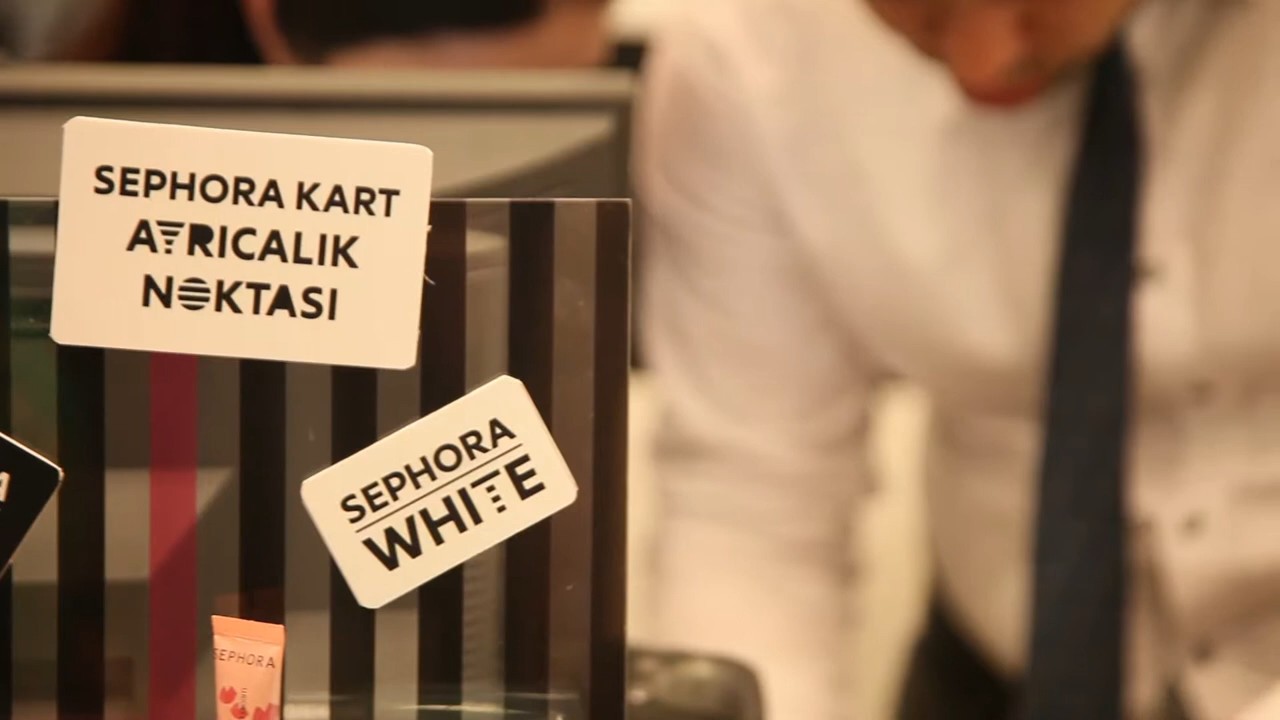 SEPHORA KART
AYRICALIK
NOKTASI
SEPHORA
WHITE
SEPHORA